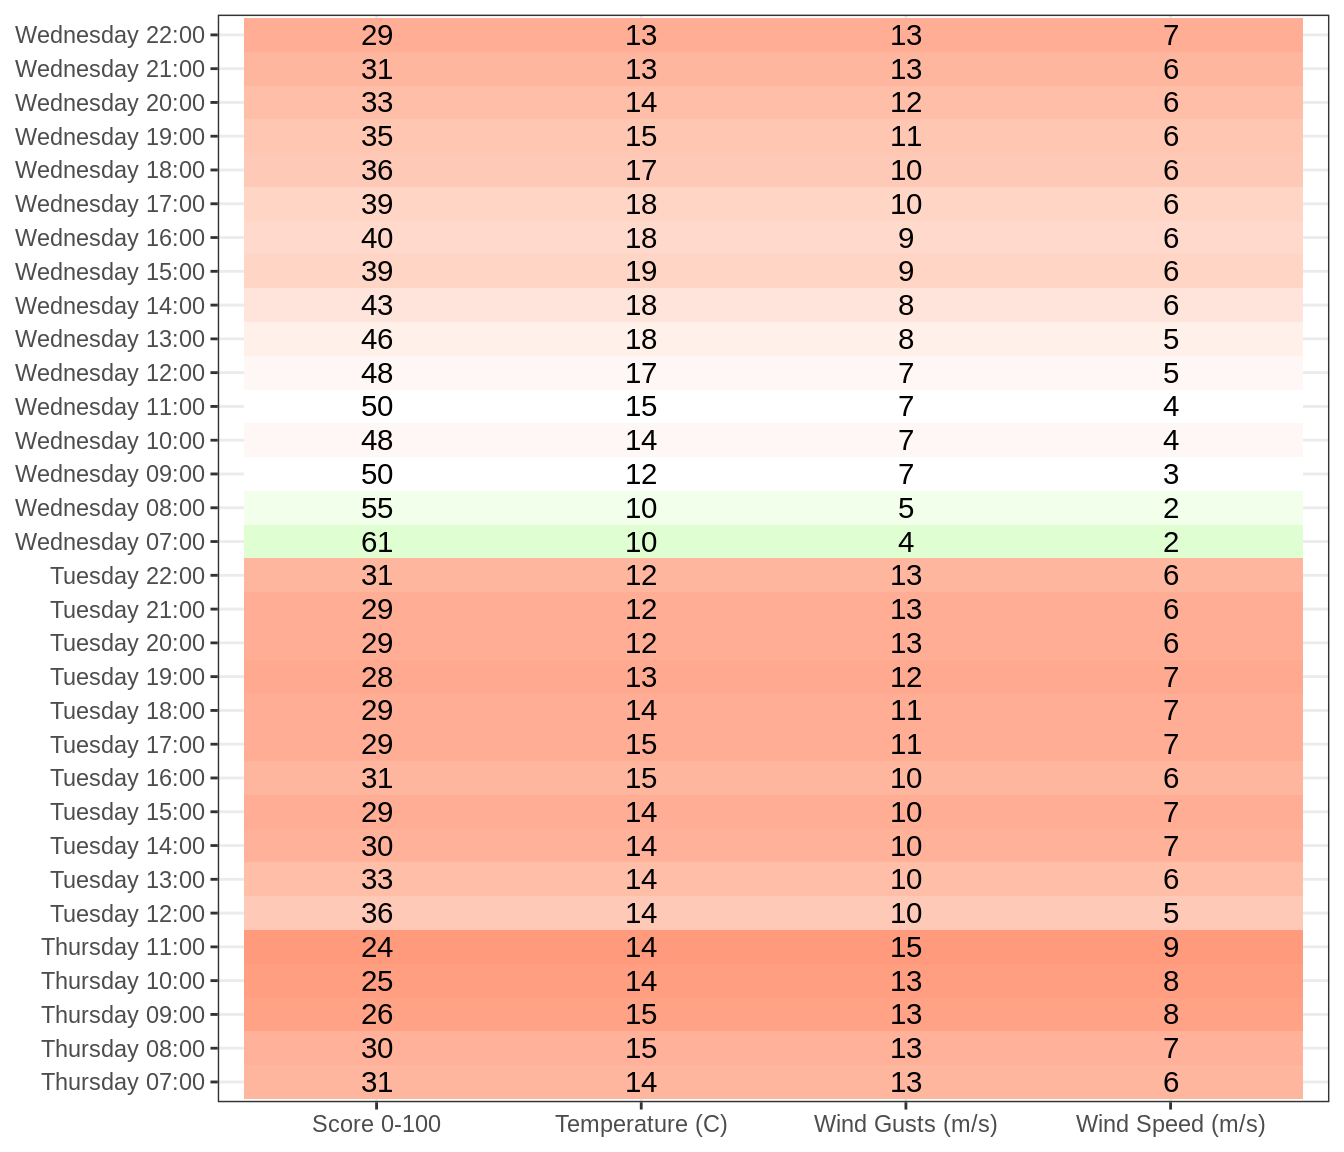 Wednesday 22:00 29 13 13 7
Wednesday 21:00 31 13 13 6
Wednesday 20:00 33 14 12 6
Wednesday 19:00 35 15 11 6
Wednesday 18:00 36 17 10 6
Wednesday 17:00 39 18 10 6
Wednesday 16:00 40 18 9 6
Wednesday 15:00 39 19 9 6
Wednesday 14:00 43 18 8 6
Wednesday 13:00 46 18 8 5
Wednesday 12:00 48 17 7 5
Wednesday 11:00 50 15 7 4
Wednesday 10:00 48 14 7 4
Wednesday 09:00 50 12 7 3
Wednesday 08:00 55 10 5 2
Wednesday 07:00 61 10 4 2
Tuesday 22:00 31 12 13 6
Tuesday 21:00 29 12 13 6
Tuesday 20:00 29 12 13 6
Tuesday 19:00 28 13 12 7
Tuesday 18:00 29 14 11 7
Tuesday 17:00 29 15 11 7
Tuesday 16:00 31 15 10 6
Tuesday 15:00 29 14 10 7
Tuesday 14:00 30 14 10 7
Tuesday 13:00 33 14 10 6
Tuesday 12:00 36 14 10 5
Thursday 11:00 24 14 15 9
Thursday 10:00 25 14 13 8
Thursday 09:00 26 15 13 8
Thursday 08:00 30 15 13 7
Thursday 07:00 31 14 13 6
Score 0-100 Temperature (C) Wind Gusts (m/s) Wind Speed (m/s)